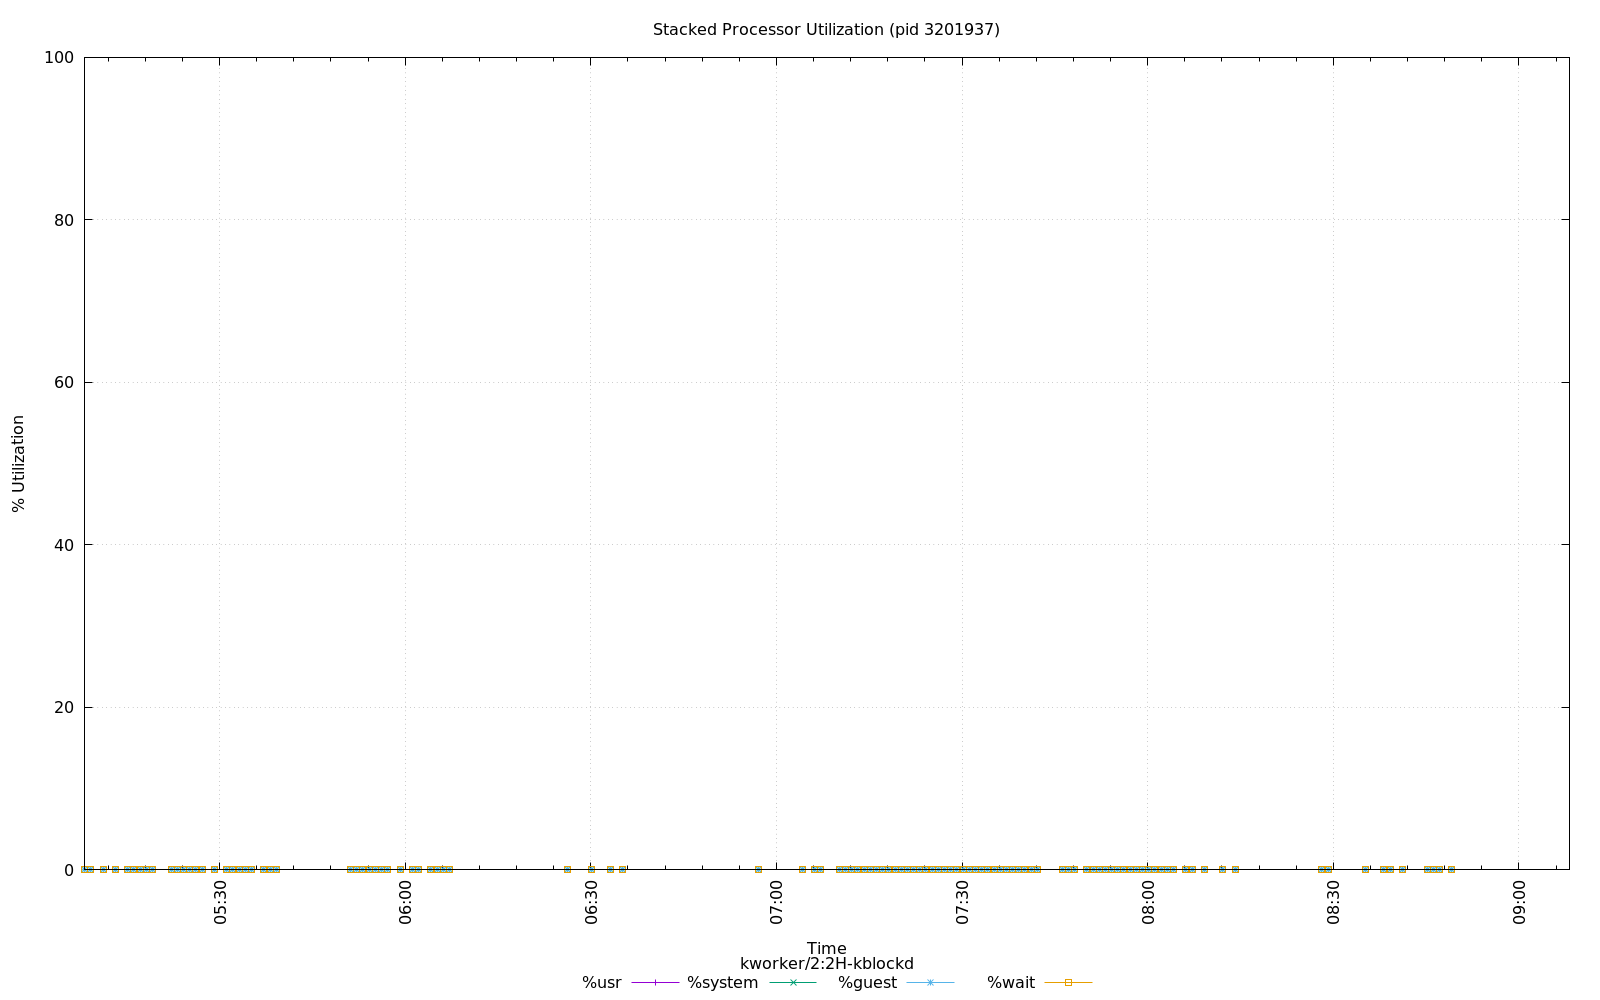 Stacked Processor Utilization (pid 3201937)
100
80
60
40
20
0
% Utilization
05:30
06:00
06:30
07:00
07:30
08:00
08:30
09:00
Time
kworker/2:2H-kblockd
%usr %system %guest %wait